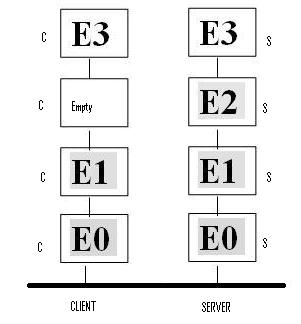 C E3 E3 S
C Empty E2 S
C E1 E1 S
C E0 E0 S
CLIENT SERVER